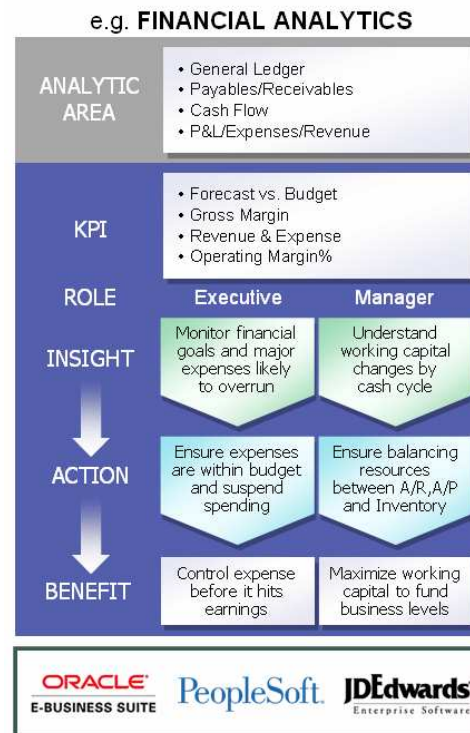 e.g. FINANCIAL ANALYTICS
ANALYTIC
AREA
• General Ledger
• Payables/Receivables
• Cash Flow
• P&L/Expenses/Revenue
KPI
• Forecast vs. Budget
• Gross Margin
• Revenue & Expense
• Operating Margin%
ROLE
Executive
Manager
INSIGHT
Monitor financial
goals and major
expenses likely
to overrun
Understand
working capital
changes by
cash cycle
ACTION
Ensure expenses
are within budget
and suspend
spending
Ensure balancing
resources
between A/R,A/P
and Inventory
BENEFIT
Control expense
before it hits
earnings
Maximize working
capital to fund
business levels
ORACLE
E-BUSINESS SUITE
PeopleSoft.
JDEdwards
Enterprise Software